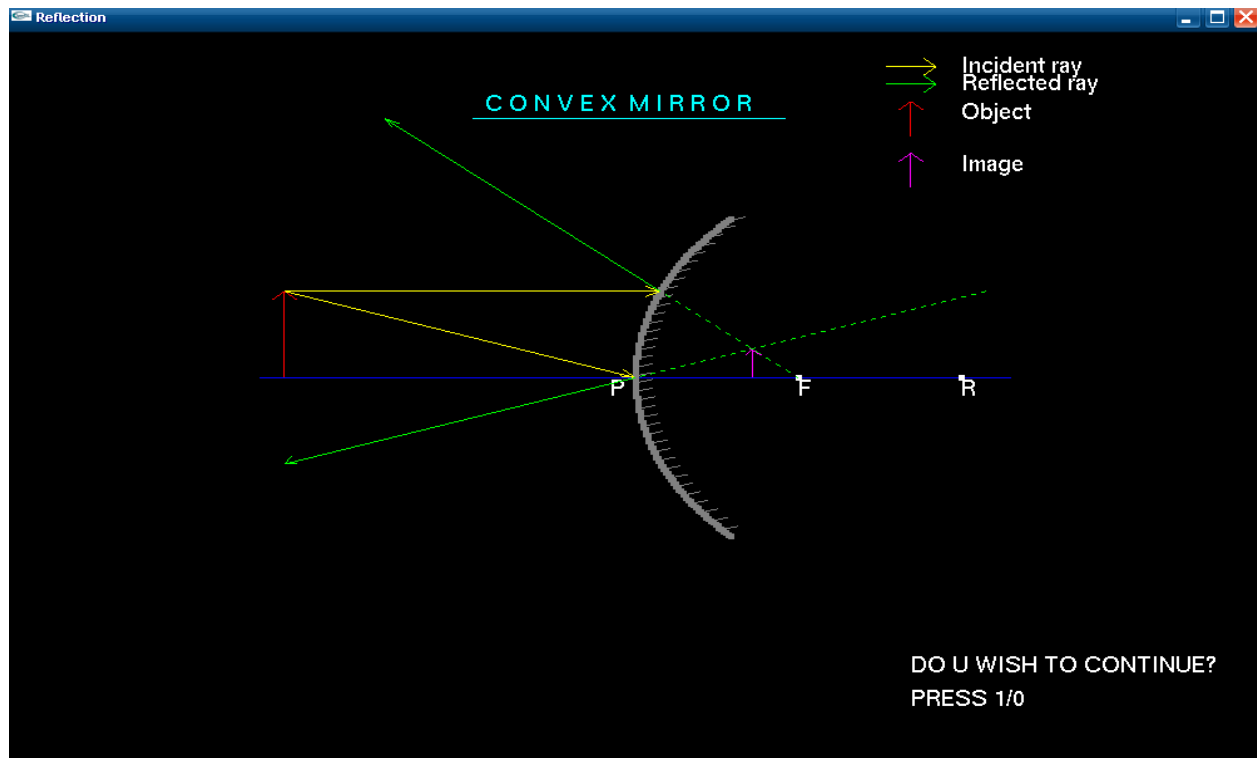 Reflection
CONVEX MIRROR
Incident ray
Reflected ray
Object
Image
P
F
R
DO U WISH TO CONTINUE?
PRESS 1/0